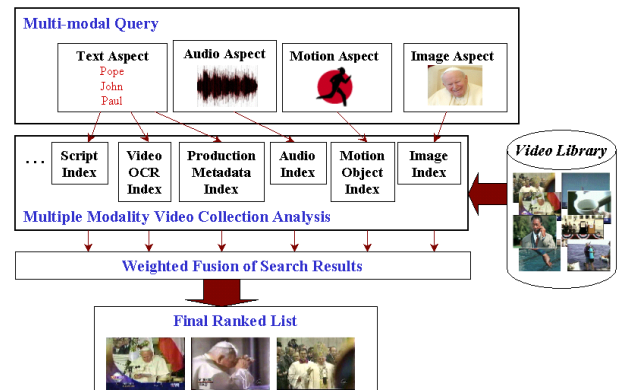 Multi-modal Query
Text Aspect
Pope
John
Paul
Audio Aspect
Motion Aspect
Image Aspect
...
Script
Index
Video
OCR
Index
Production
Metadata
Index
Audio
Index
Motion
Object
Index
Image
Index
Multiple Modality Video Collection Analysis
Video Library
Weighted Fusion of Search Results
Final Ranked List